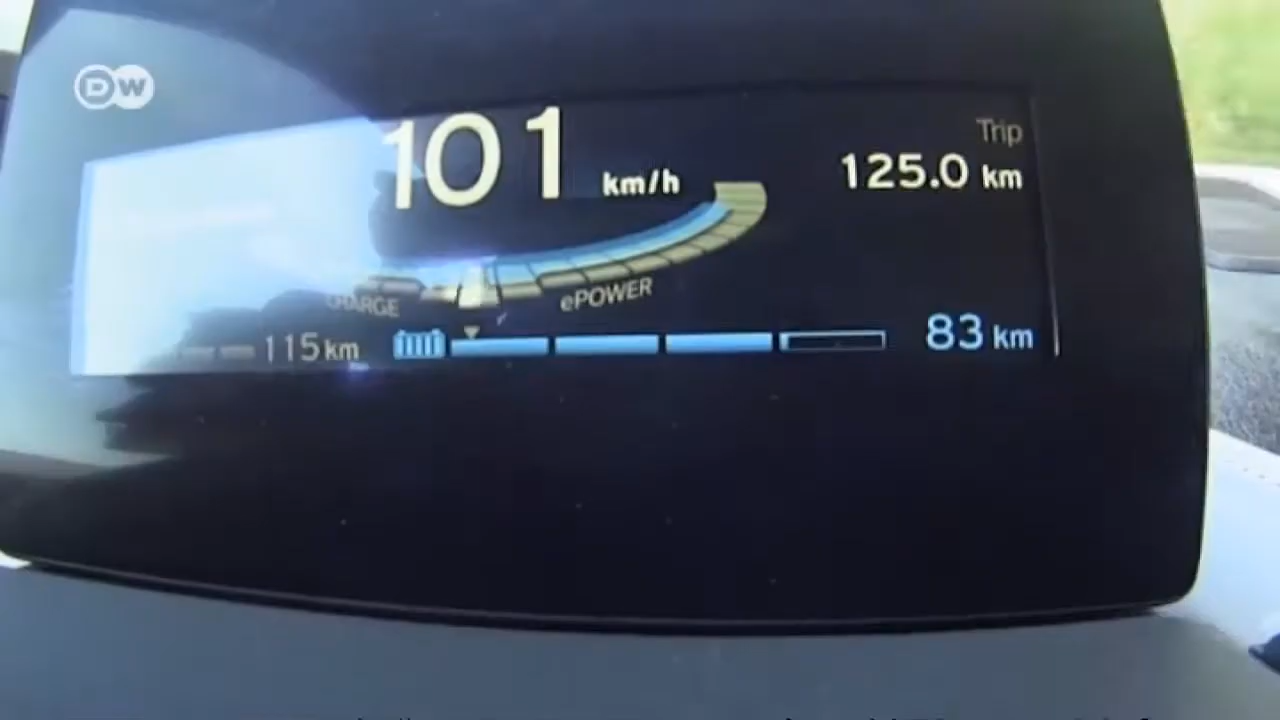 DW
101 km/h
Trip
125.0 km
CHARGE
ePOWER
115 km
83 km